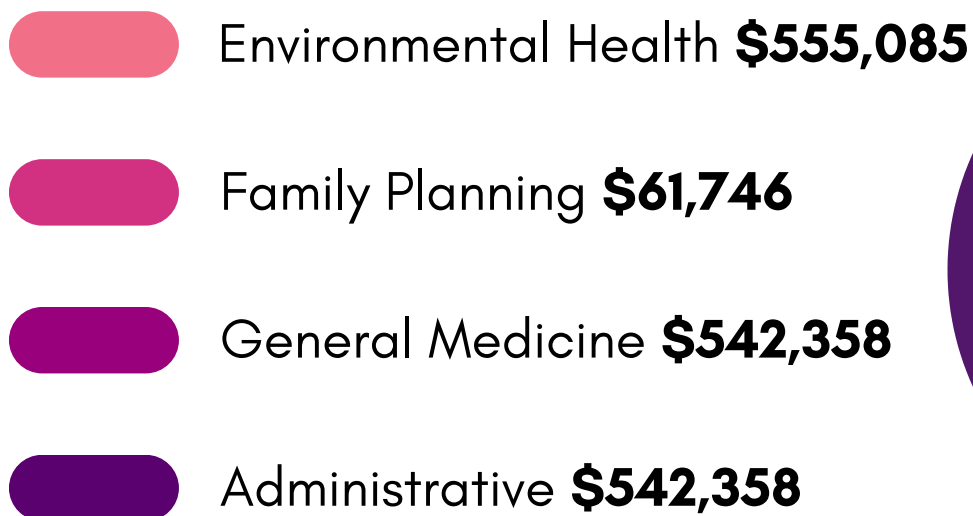 Environmental Health $555,085
Family Planning $61,746
General Medicine $542,358
Administrative $542,358